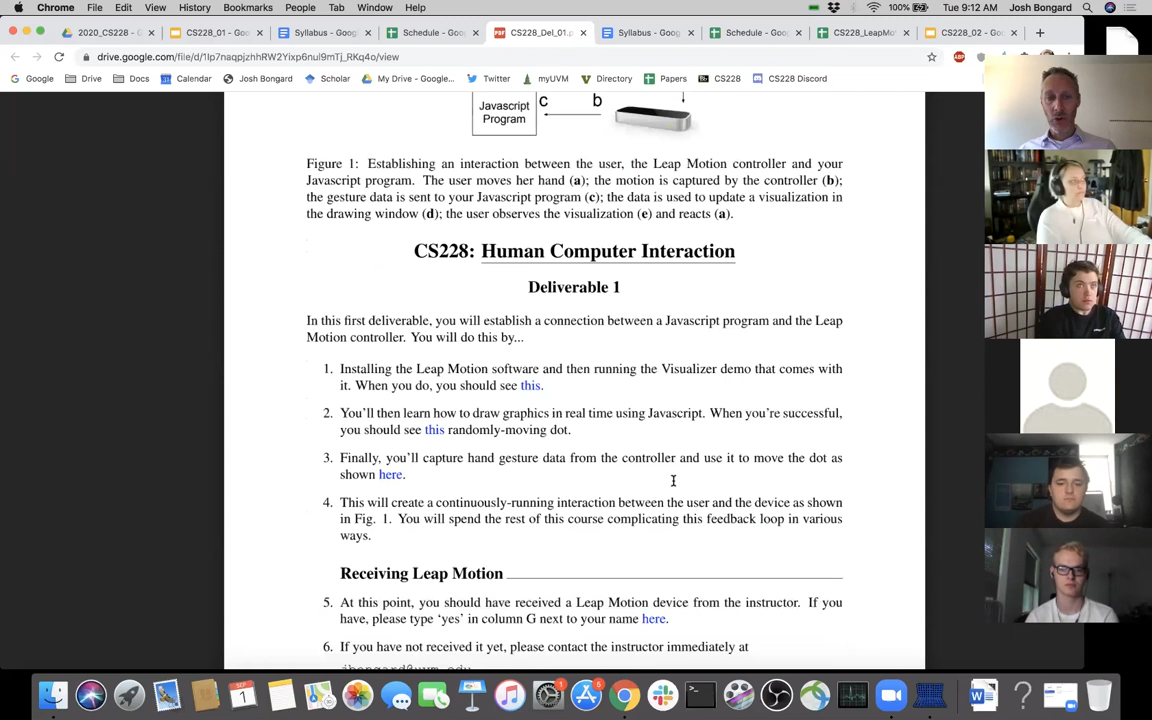 Chrome File Edit View History Bookmarks People Tab Window Help 100% Tue 9:12 AM Josh Bongard
2020_CS228 - G CS228_01 - Goo Syllabus - Goo Schedule - Goo CS228_Del_01.p Syllabus - Goo Schedule - Goo CS228_LeapMo CS228_02 - Goo
drive.google.com/file/d/1lp7naqpjzhhRW2Yixp6nul9mTj_RKq4o/view
Google Docs Calendar Josh Bongard Scholar My Drive - Google... Twitter myUVM Directory Papers CS228 CS228 Discord
Javascript
Program
c b
Figure 1: Establishing an interaction between the user, the Leap Motion controller and your
Javascript program. The user moves her hand (a); the motion is captured by the controller (b);
the gesture data is sent to your Javascript program (c); the data is used to update a visualization in
the drawing window (d); the user observes the visualization (e) and reacts (a).
CS228: Human Computer Interaction
Deliverable 1
In this first deliverable, you will establish a connection between a Javascript program and the Leap
Motion controller. You will do this by...
1. Installing the Leap Motion software and then running the Visualizer demo that comes with
it. When you do, you should see this.
2. You'll then learn how to draw graphics in real time using Javascript. When you're successful,
you should see this randomly-moving dot.
3. Finally, you'll capture hand gesture data from the controller and use it to move the dot as
shown here.
4. This will create a continuously-running interaction between the user and the device as shown
in Fig. 1. You will spend the rest of this course complicating this feedback loop in various
ways.
Receiving Leap Motion
5. At this point, you should have received a Leap Motion device from the instructor. If you
have, please type 'yes' in column G next to your name here.
6. If you have not received it yet, please contact the instructor immediately at
jbongard@uvm.edu